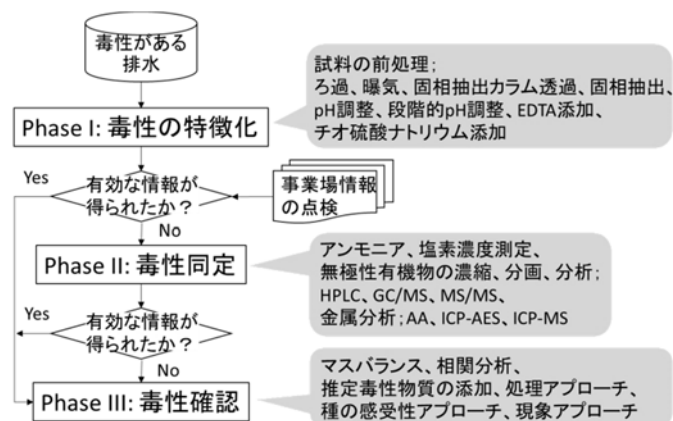 毒性がある
排水
試料の前処理;
ろ過、曝気、固相抽出カラム透過、固相抽出、
pH調整、段階的pH調整、EDTA添加、
チオ硫酸ナトリウム添加
Phase I: 毒性の特徴化
Yes
有効な情報が
得られたか？
事業場情報
の点検
No
Phase II: 毒性同定
アンモニア、塩素濃度測定、
無極性有機物の濃縮、分画、分析;
HPLC、GC/MS、MS/MS、
金属分析;AA、ICP-AES、ICP-MS
Yes
有効な情報が
得られたか？
No
Phase III: 毒性確認
マスバランス、相関分析、
推定毒性物質の添加、処理アプローチ、
種の感受性アプローチ、現象アプローチ